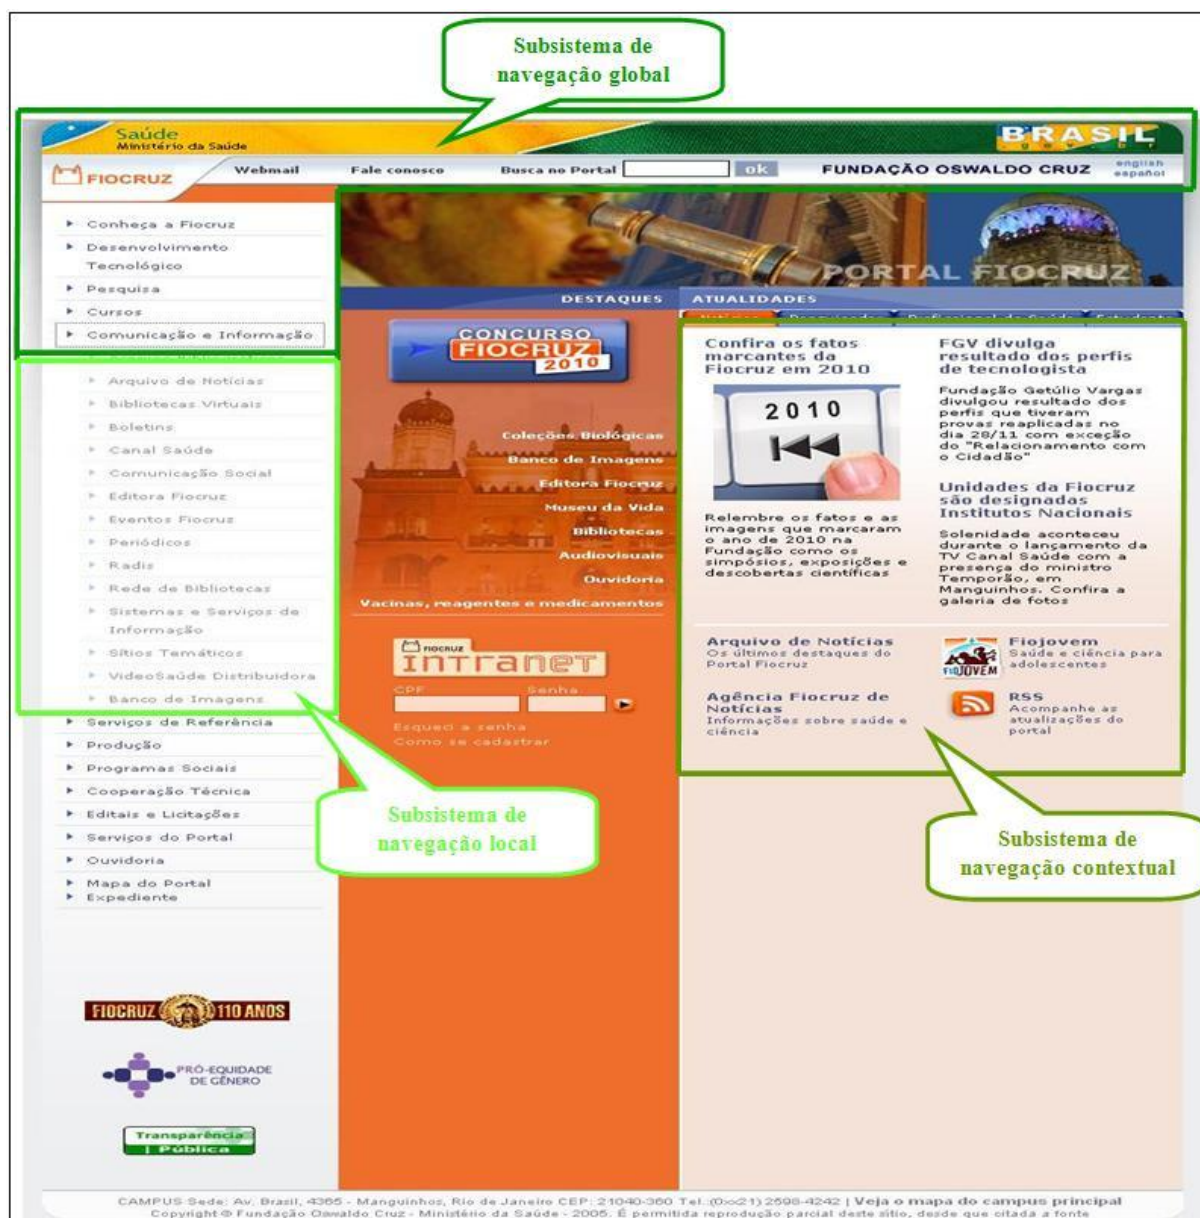 Subsistema de
navegação global
Saúde
Ministério da Saúde
BRASIL
FIOCRUZ
Webmail
Fale conosco
Busca no Portal
ok
FUNDAÇÃO OSWALDO CRUZ
english
español
Conheça a Fiocruz
Desenvolvimento
Tecnológico
Pesquisa
Cursos
Comunicação e Informação
Arquivo de Notícias
Bibliotecas Virtuais
Boletins
Canal Saúde
Comunicação Social
Editora Fiocruz
Eventos Fiocruz
Periódicos
Radis
Rede de Bibliotecas
Sistemas e Serviços de
Informação
Sítios Temáticos
VideoSaúde Distribuidora
Banco de Imagens
Serviços de Referência
Produção
Programas Sociais
Cooperação Técnica
Editais e Licitações
Serviços do Portal
Ouvidoria
Mapa do Portal
Expediente
FIOCRUZ 110 ANOS
PRÓ-EQUIDADE
DE GÊNERO
Transparência
Pública
PORTAL FIOCRUZ
DESTAQUES
CONCURSO
FIOCRUZ
2010
Coleções Biológicas
Banco de Imagens
Editora Fiocruz
Museu da Vida
Bibliotecas
Audiovisuais
Ouvidoria
Vacinas, reagentes e medicamentos
FIOCRUZ
intranet
CPF
Senha
Esqueci a senha
Como se cadastrar
Subsistema de
navegação local
ATUALIDADES
Confira os fatos
marcantes da
Fiocruz em 2010
2010
Relembre os fatos e as
imagens que marcaram
o ano de 2010 na
Fundação como os
simpósios, exposições e
descobertas científicas
FGV divulga
resultado dos perfis
de tecnologista
Fundação Getúlio Vargas
divulgou resultado dos
perfis que tiveram
provas reaplicadas no
dia 28/11 com exceção
do "Relacionamento com
o Cidadão"
Unidades da Fiocruz
são designadas
Institutos Nacionais
Solenidade aconteceu
durante o lançamento da
TV Canal Saúde com a
presença do ministro
Temporão, em
Manguinhos. Confira a
galeria de fotos
Arquivo de Notícias
Os últimos destaques do
Portal Fiocruz
FIOJOVEM
Fiojovem
Saúde e ciência para
adolescentes
Agência Fiocruz de
Notícias
Informações sobre saúde e
ciência
RSS
Acompanhe as
atualizações do
portal
Subsistema de
navegação contextual
CAMPUS Sede: Av. Brasil, 4365 - Manguinhos, Rio de Janeiro CEP: 21040-360 Tel.:(0xx21) 2598-4242 | Veja o mapa do campus principal
Copyright © Fundação Oswaldo Cruz - Ministério da Saúde - 2005. É permitida reprodução parcial deste sítio, desde que citada a fonte